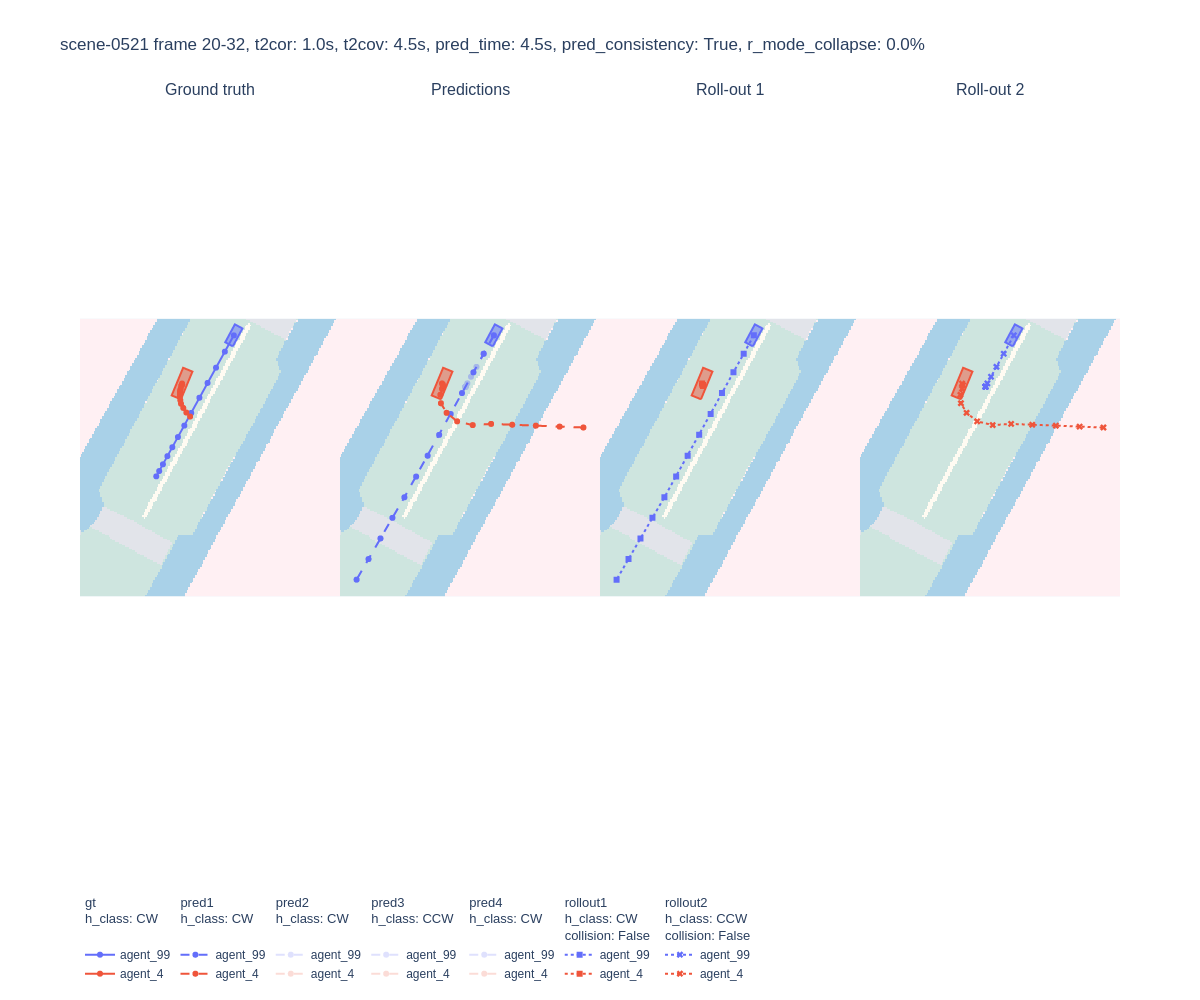 scene-0521 frame 20-32, t2cor: 1.0s, t2cov: 4.5s, pred_time: 4.5s, pred_consistency: True, r_mode_collapse: 0.0%
Ground truth
Predictions
Roll-out 1
Roll-out 2
gt
h_class: CW
agent_99
agent_4
pred1
h_class: CW
agent_99
agent_4
pred2
h_class: CW
agent_99
agent_4
pred3
h_class: CCW
agent_99
agent_4
pred4
h_class: CW
agent_99
agent_4
rollout1
h_class: CW
collision: False
agent_99
agent_4
rollout2
h_class: CCW
collision: False
agent_99
agent_4